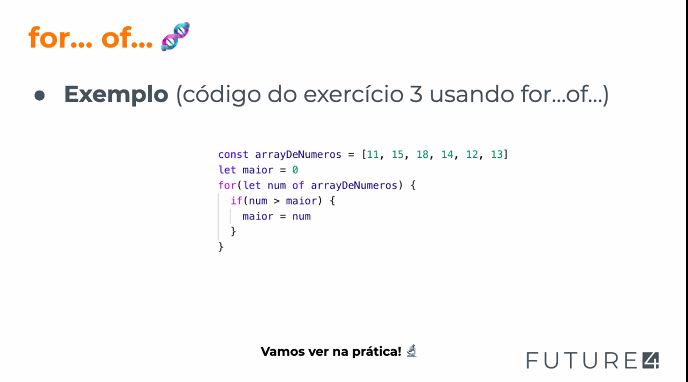 for... of... 🧬
● Exemplo (código do exercício 3 usando for...of...)
const arrayDeNumeros = [11, 15, 18, 14, 12, 13]
let maior = 0
for(let num of arrayDeNumeros) {
  if(num > maior) {
    maior = num
  }
}
Vamos ver na prática! 🔬
FUTURE4